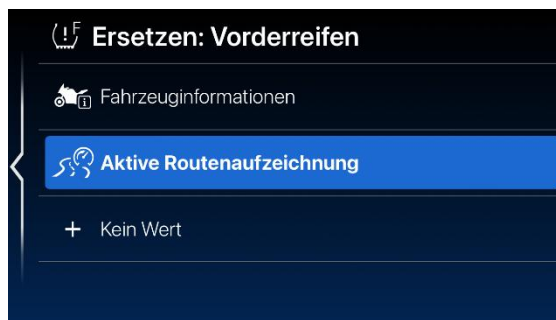 Ersetzen: Vorderreifen
Fahrzeuginformationen
Aktive Routenaufzeichnung
+ Kein Wert